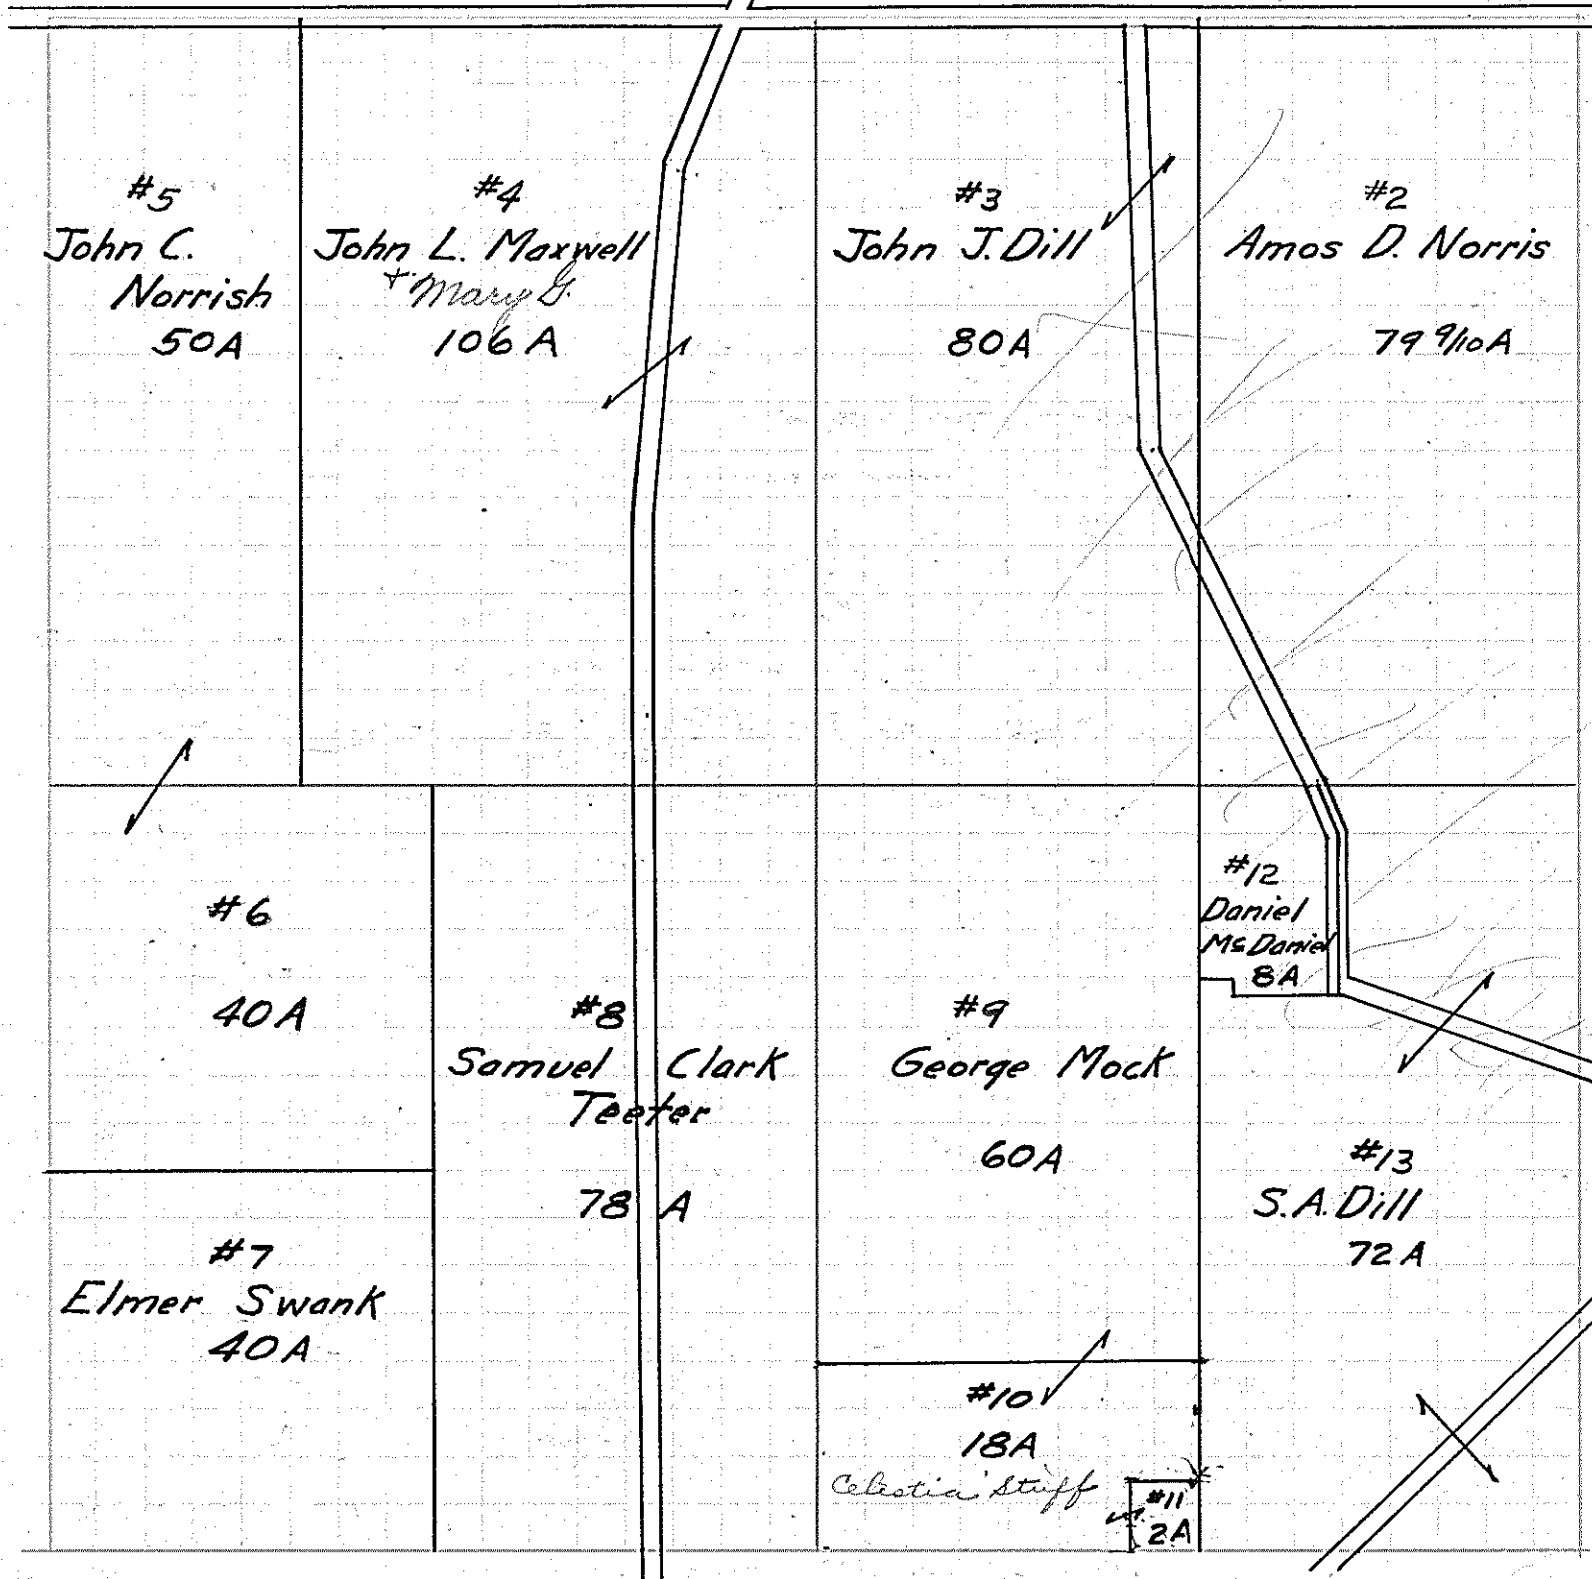 #5
John C.
Norrish
50A
#4
John L. Maxwell
+ Mary G.
106 A
#3
John J. Dill
80A
#2
Amos D. Norris
79 9/10 A
#6
40A
#7
Elmer Swank
40A
#8
Samuel Clark
Teeter
78 A
#9
George Mock
60A
#10
18A
Celestia Stuff
#11
2A
#12
Daniel
McDaniel
8A
#13
S.A. Dill
72 A